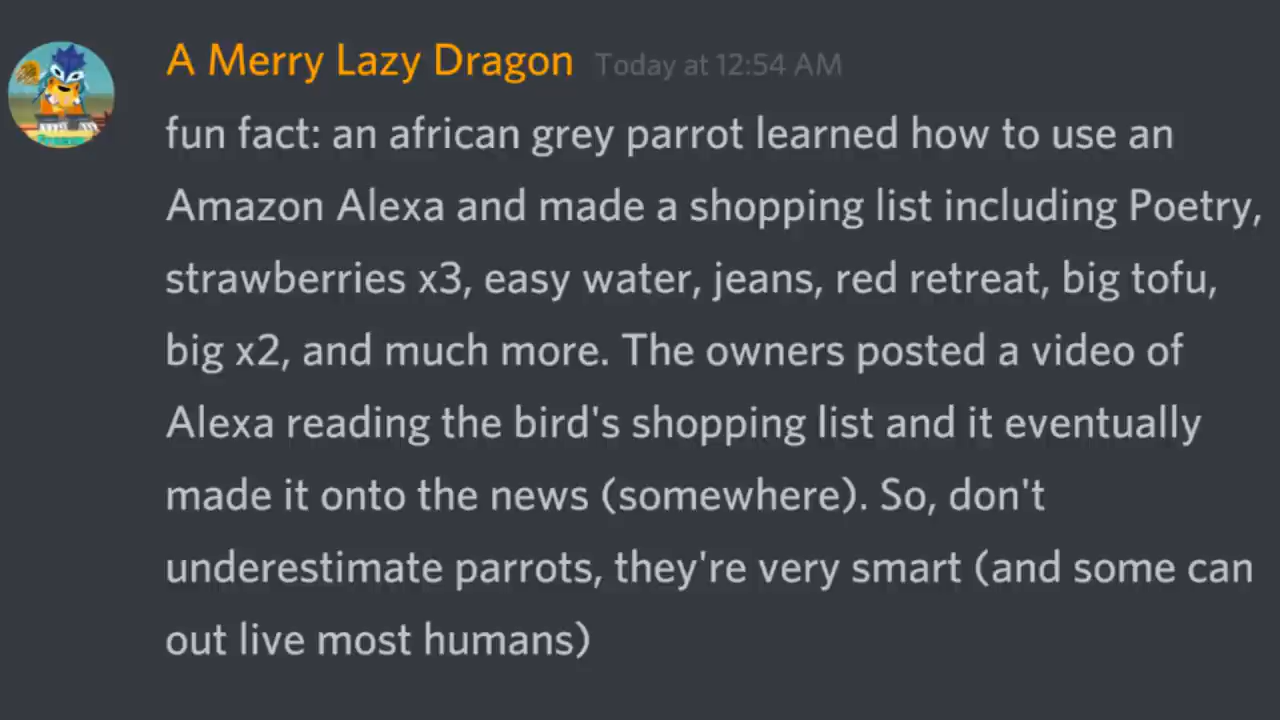 A Merry Lazy Dragon Today at 12:54 AM
fun fact: an african grey parrot learned how to use an
Amazon Alexa and made a shopping list including Poetry,
strawberries x3, easy water, jeans, red retreat, big tofu,
big x2, and much more. The owners posted a video of
Alexa reading the bird's shopping list and it eventually
made it onto the news (somewhere). So, don't
underestimate parrots, they're very smart (and some can
out live most humans)